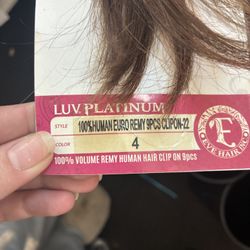 LUV PLATINUM
STYLE 100%HUMAN EURO REMY 9PCS CLIPON-22
COLOR 4
100% VOLUME REMY HUMAN HAIR CLIP ON 9pcs
E
EVE HAIR INC